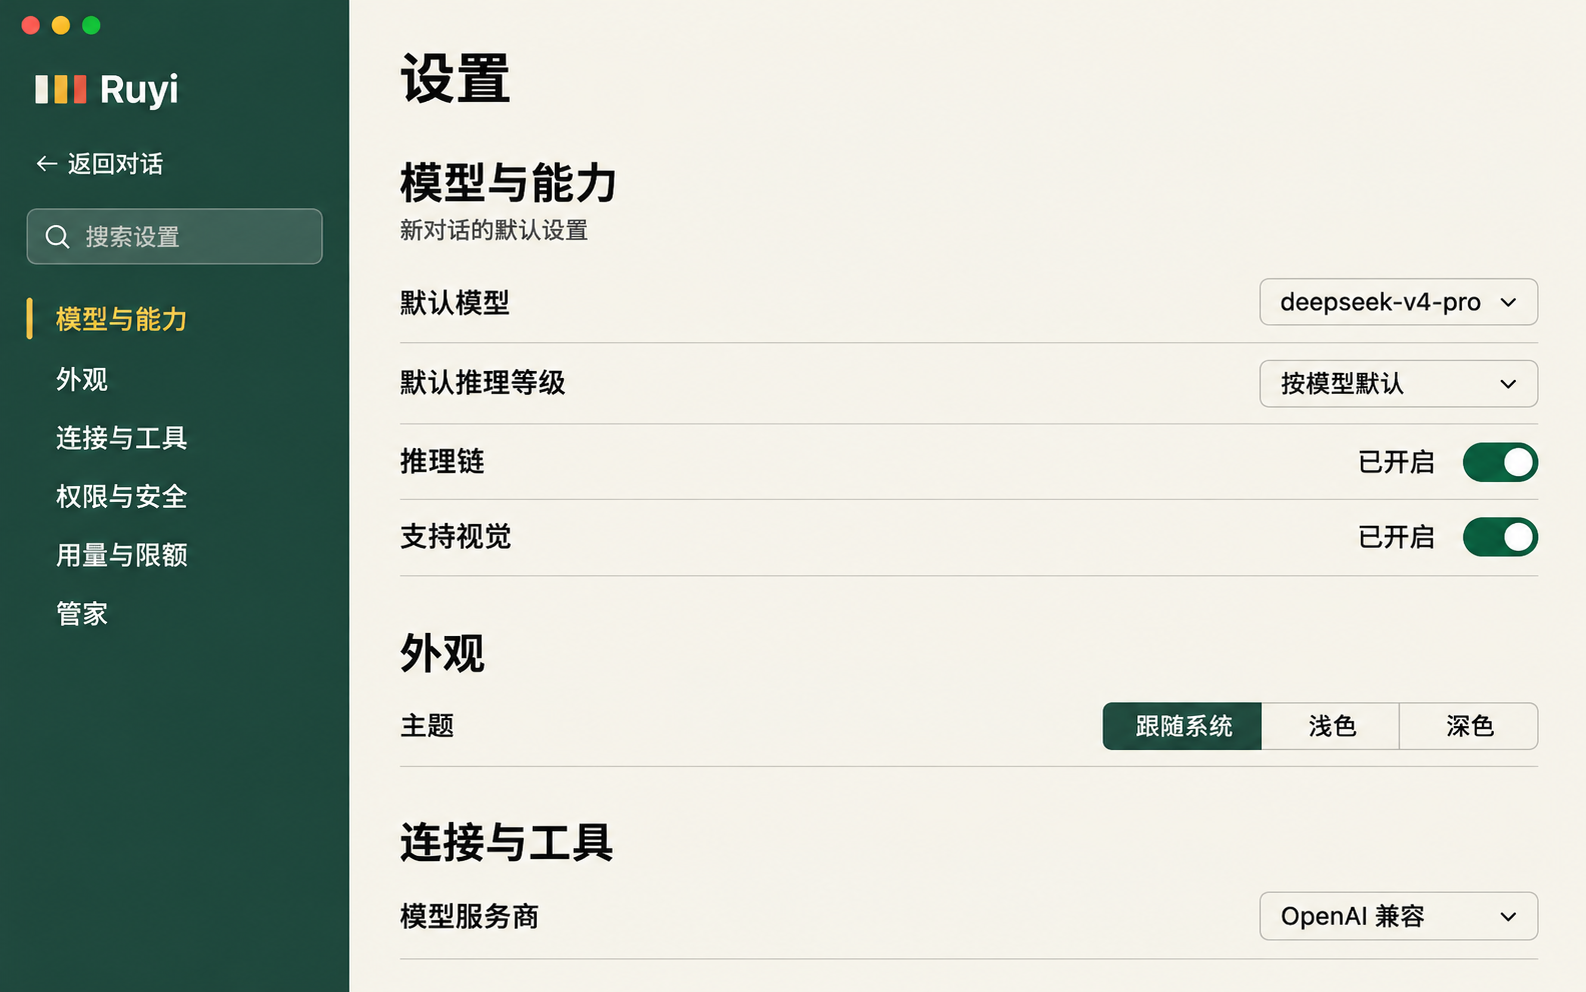 Ruyi
返回对话
搜索设置
模型与能力
外观
连接与工具
权限与安全
用量与限额
管家
设置
模型与能力
新对话的默认设置
默认模型 deepseek-v4-pro
默认推理等级 按模型默认
推理链 已开启
支持视觉 已开启
外观
主题 跟随系统 浅色 深色
连接与工具
模型服务商 OpenAI 兼容